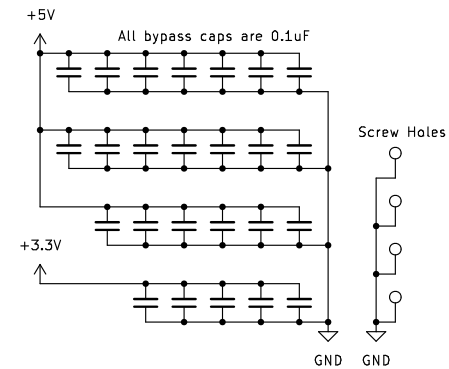 +5V
All bypass caps are 0.1uF
Screw Holes
+3.3V
GND GND